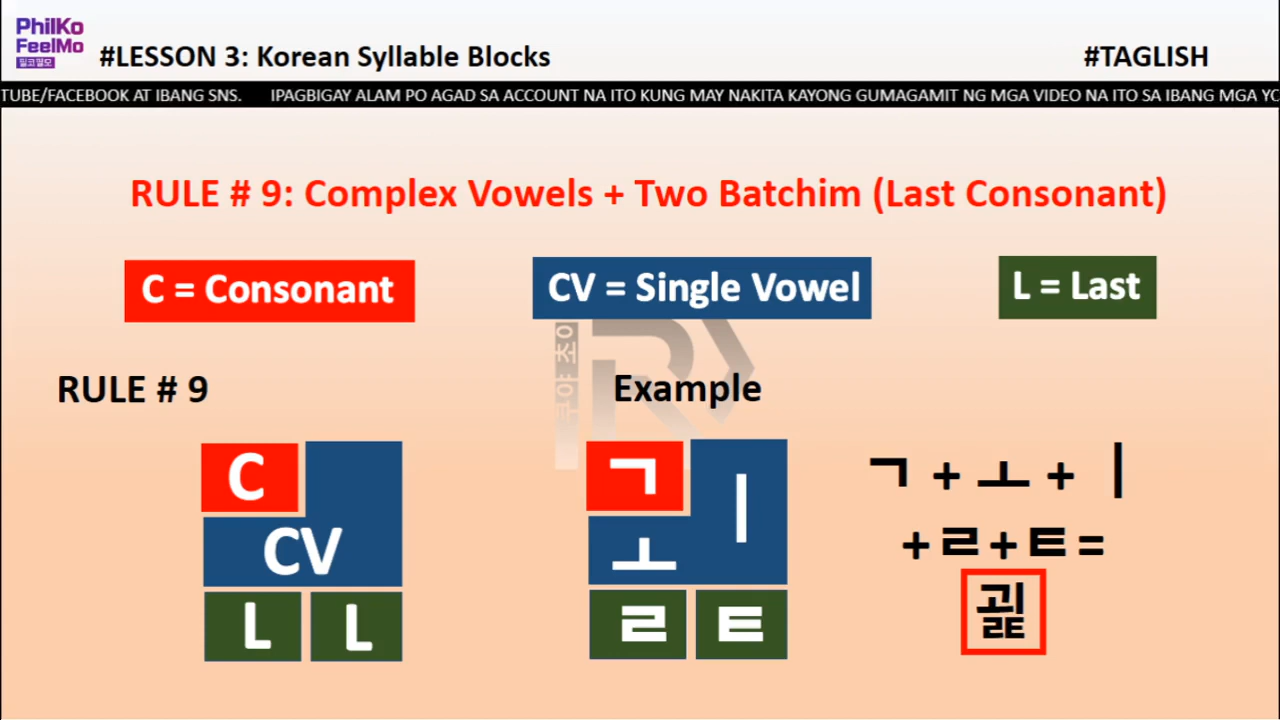 PhilKo
FeelMo
필코필모
#LESSON 3: Korean Syllable Blocks
#TAGLISH
TUBE/FACEBOOK AT IBANG SNS. IPAGBIGAY ALAM PO AGAD SA ACCOUNT NA ITO KUNG MAY NAKITA KAYONG GUMAGAMIT NG MGA VIDEO NA ITO SA IBANG MGA YO
RULE # 9: Complex Vowels + Two Batchim (Last Consonant)
C = Consonant
CV = Single Vowel
L = Last
RULE # 9
Example
C
CV
L L
ㄱ ㅣ
ㅗ
ㄹ ㅌ
ㄱ + ㅗ + ㅣ
+ ㄹ + ㅌ =
괱